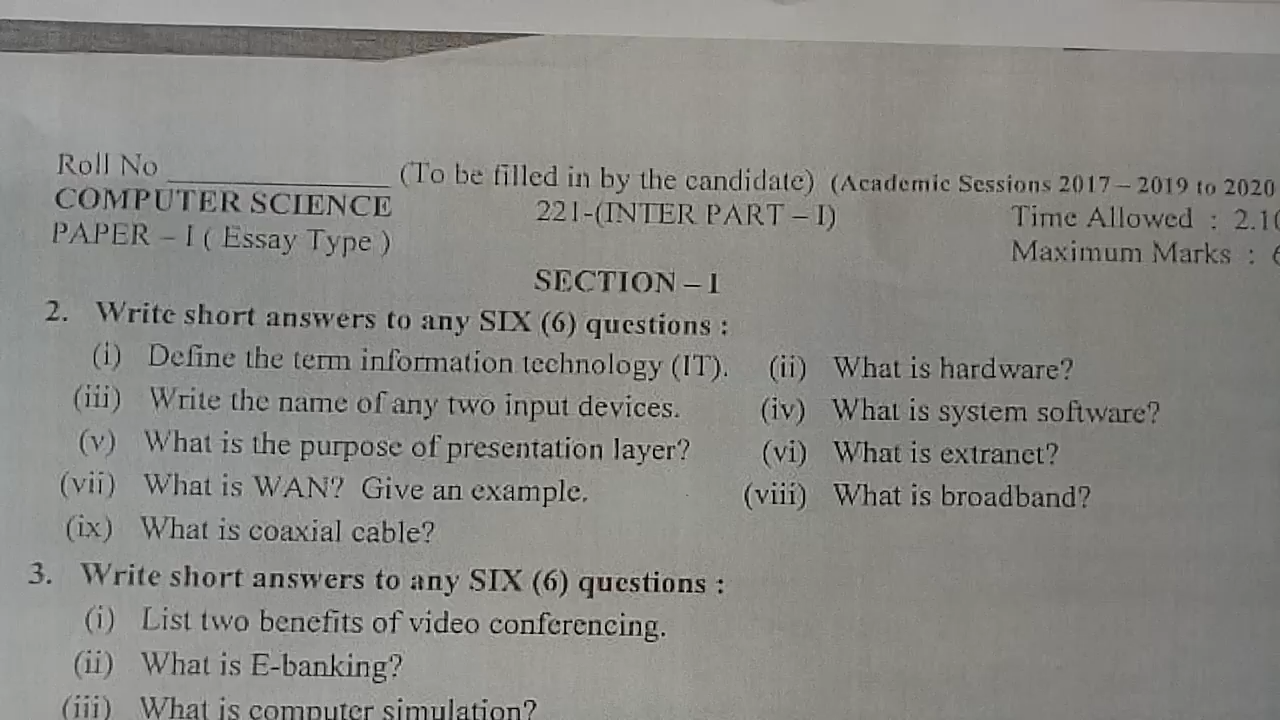 Roll No ____________ (To be filled in by the candidate) (Academic Sessions 2017 – 2019 to 2020
COMPUTER SCIENCE 221-(INTER PART – I) Time Allowed : 2.10
PAPER – I ( Essay Type ) Maximum Marks :
SECTION – I
2. Write short answers to any SIX (6) questions :
(i) Define the term information technology (IT). (ii) What is hardware?
(iii) Write the name of any two input devices. (iv) What is system software?
(v) What is the purpose of presentation layer? (vi) What is extranet?
(vii) What is WAN? Give an example. (viii) What is broadband?
(ix) What is coaxial cable?
3. Write short answers to any SIX (6) questions :
(i) List two benefits of video conferencing.
(ii) What is E-banking?
(iii) What is computer simulation?